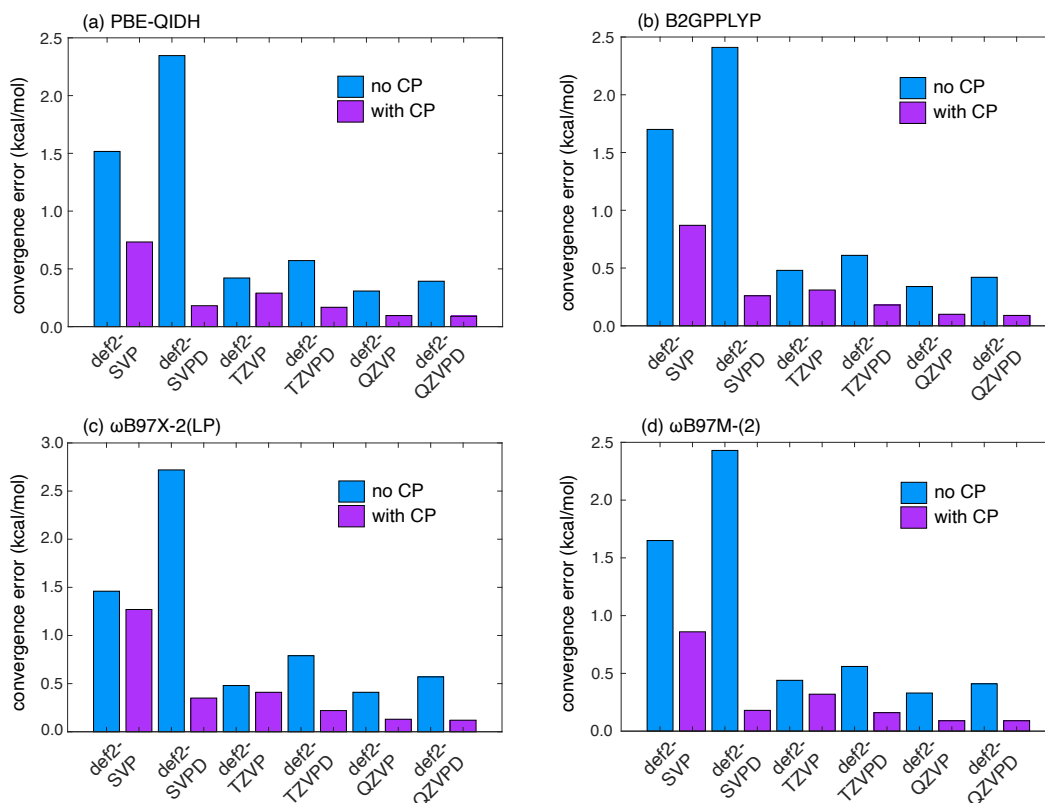 (a) PBE-QIDH
convergence error (kcal/mol)
2.5
2.0
1.5
1.0
0.5
0.0
no CP
with CP
def2-
SVP
def2-
SVPD
def2-
TZVP
def2-
TZVPD
def2-
QZVP
def2-
QZVPD
(b) B2GPPLYP
convergence error (kcal/mol)
2.5
2.0
1.5
1.0
0.5
0.0
no CP
with CP
def2-
SVP
def2-
SVPD
def2-
TZVP
def2-
TZVPD
def2-
QZVP
def2-
QZVPD
(c) ωB97X-2(LP)
convergence error (kcal/mol)
3.0
2.5
2.0
1.5
1.0
0.5
0.0
no CP
with CP
def2-
SVP
def2-
SVPD
def2-
TZVP
def2-
TZVPD
def2-
QZVP
def2-
QZVPD
(d) ωB97M-(2)
convergence error (kcal/mol)
2.5
2.0
1.5
1.0
0.5
0.0
no CP
with CP
def2-
SVP
def2-
SVPD
def2-
TZVP
def2-
TZVPD
def2-
QZVP
def2-
QZVPD